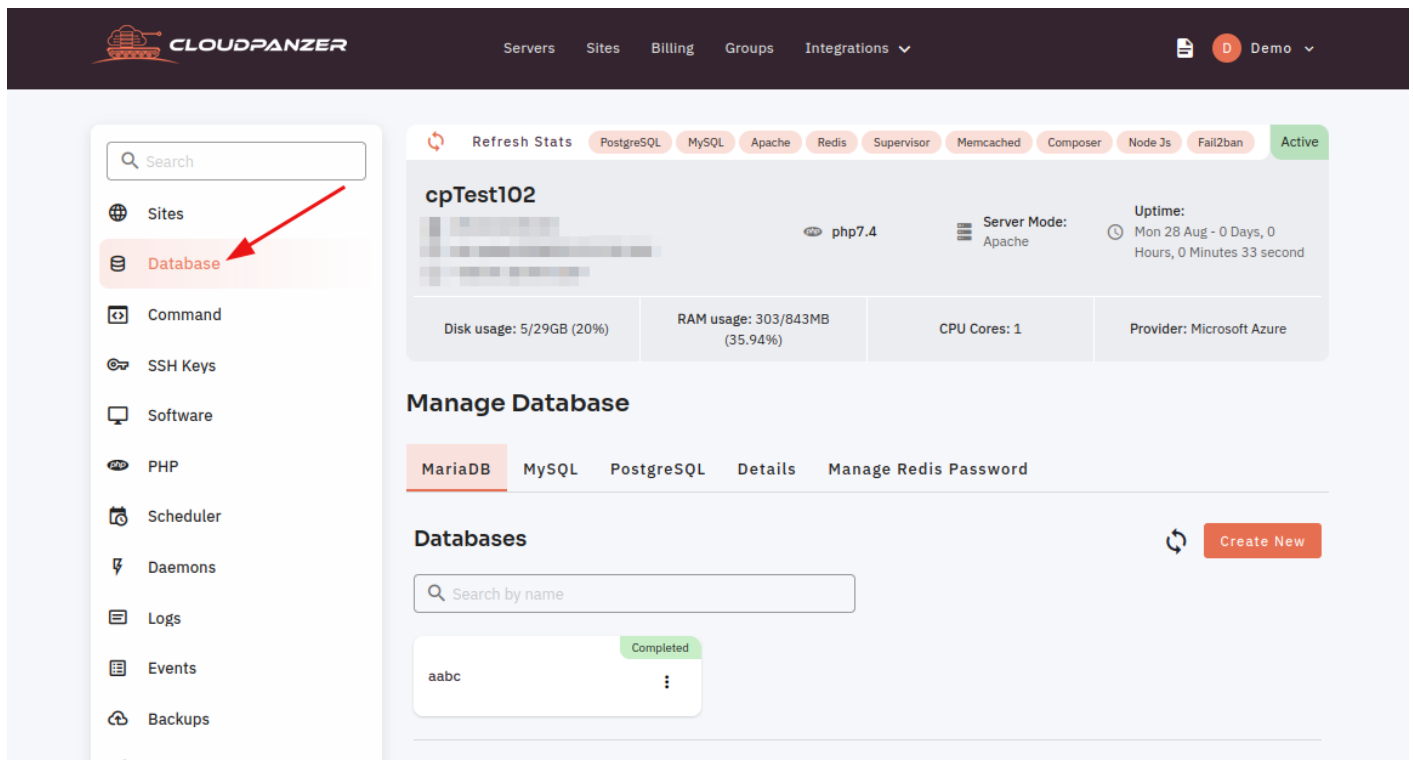 CLOUDPANZER
Servers Sites Billing Groups Integrations
D Demo
Search
Sites
Database
Command
SSH Keys
Software
php PHP
Scheduler
Daemons
Logs
Events
Backups
Refresh Stats PostgreSQL MySQL Apache Redis Supervisor Memcached Composer Node Js Fail2ban Active
cpTest102
php php7.4
Server Mode:
Apache
Uptime:
Mon 28 Aug - 0 Days, 0
Hours, 0 Minutes 33 second
Disk usage: 5/29GB (20%)
RAM usage: 303/843MB
(35.94%)
CPU Cores: 1
Provider: Microsoft Azure
Manage Database
MariaDB MySQL PostgreSQL Details Manage Redis Password
Databases
Create New
Search by name
Completed
aabc